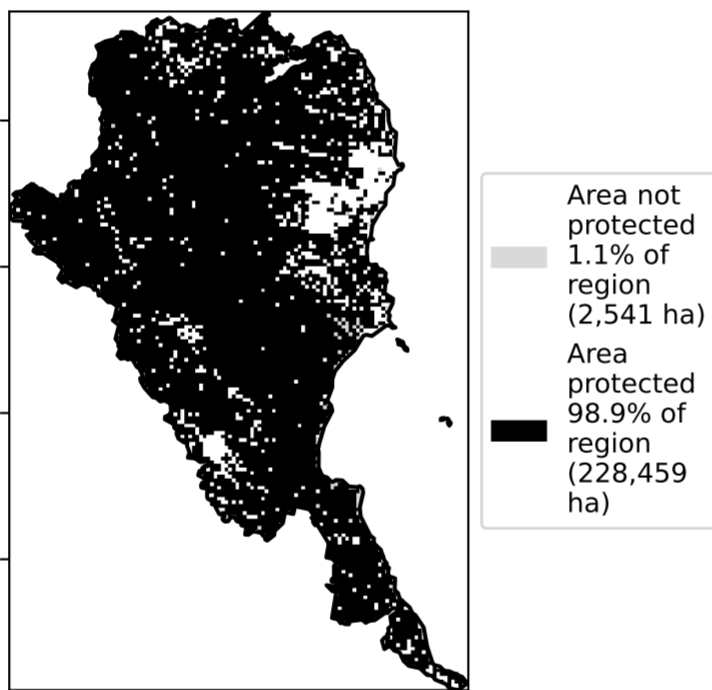 Area not
protected
1.1% of
region
(2,541 ha)
Area
protected
98.9% of
region
(228,459
ha)